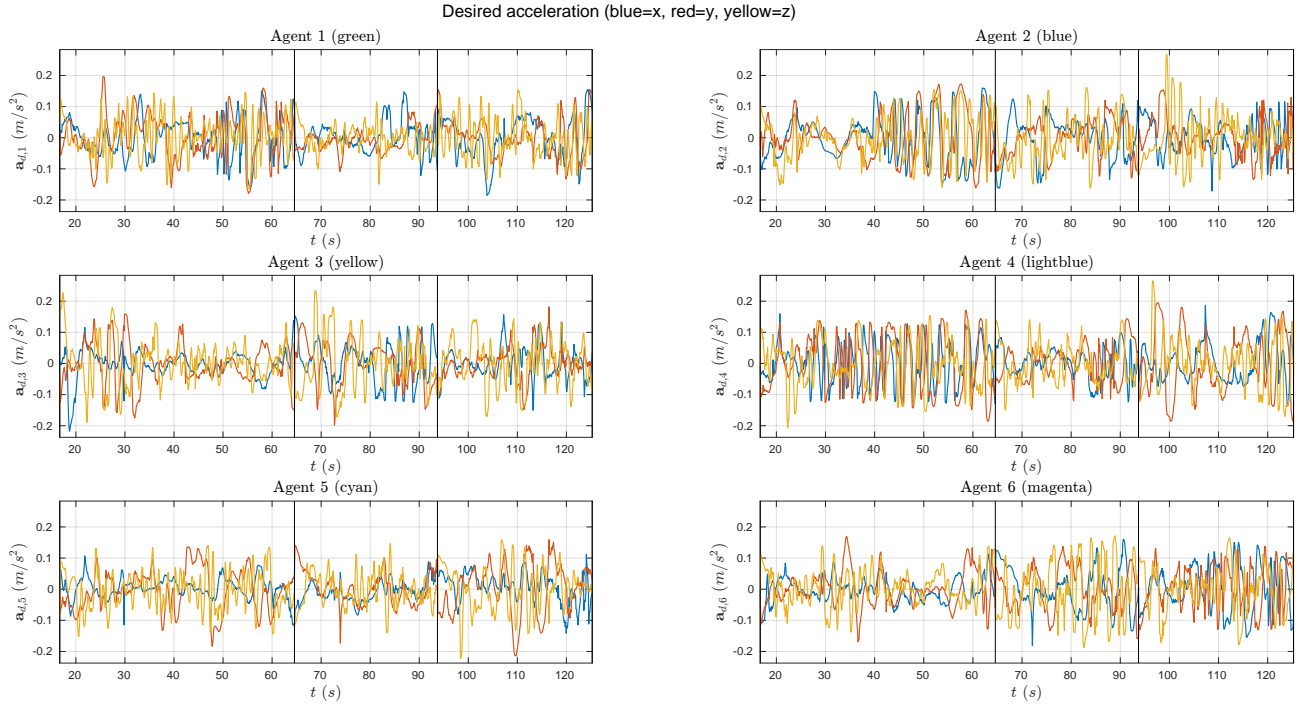 Desired acceleration (blue=x, red=y, yellow=z)
Agent 1 (green)
0.2
0.1
0
-0.1
-0.2
a_{d,1} (m/s^2)
20 30 40 50 60 70 80 90 100 110 120
t (s)
Agent 2 (blue)
0.2
0.1
0
-0.1
-0.2
a_{d,2} (m/s^2)
20 30 40 50 60 70 80 90 100 110 120
t (s)
Agent 3 (yellow)
0.2
0.1
0
-0.1
-0.2
a_{d,3} (m/s^2)
20 30 40 50 60 70 80 90 100 110 120
t (s)
Agent 4 (lightblue)
0.2
0.1
0
-0.1
-0.2
a_{d,4} (m/s^2)
20 30 40 50 60 70 80 90 100 110 120
t (s)
Agent 5 (cyan)
0.2
0.1
0
-0.1
-0.2
a_{d,5} (m/s^2)
20 30 40 50 60 70 80 90 100 110 120
t (s)
Agent 6 (magenta)
0.2
0.1
0
-0.1
-0.2
a_{d,6} (m/s^2)
20 30 40 50 60 70 80 90 100 110 120
t (s)